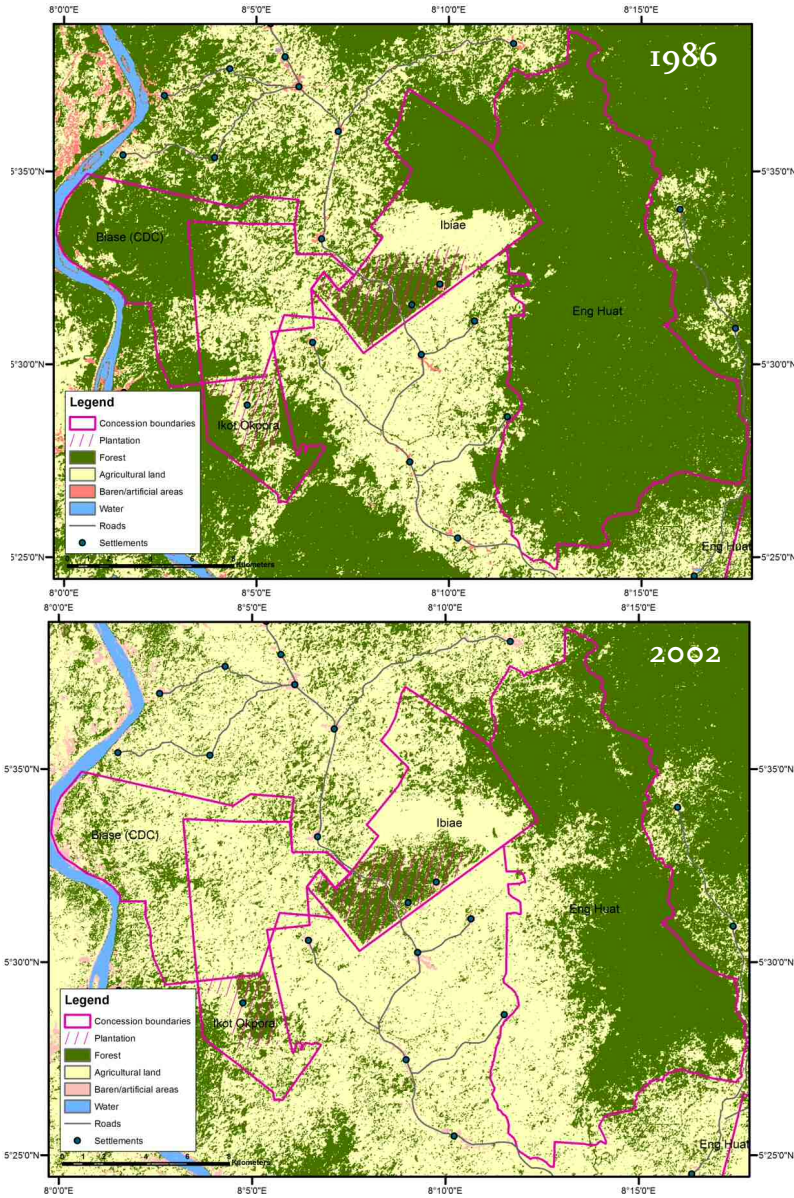 8°0'0"E 8°5'0"E 8°10'0"E 8°15'0"E
1986
5°35'0"N 5°35'0"N
Ibiae
Biase (CDC)
Eng Huat
5°30'0"N 5°30'0"N
Ikot Okpora
Legend
Concession boundaries
Plantation
Forest
Agricultural land
Baren/artificial areas
Water
Roads
Settlements
Eng Huat
5°25'0"N 5°25'0"N
Kilometers
8°0'0"E 8°5'0"E 8°10'0"E 8°15'0"E
8°0'0"E 8°5'0"E 8°10'0"E 8°15'0"E
2002
5°35'0"N 5°35'0"N
Ibiae
Biase (CDC)
Eng Huat
5°30'0"N 5°30'0"N
Legend
Ikot Okpora
Concession boundaries
Plantation
Forest
Agricultural land
Baren/artificial areas
Water
Roads
Settlements
Eng Huat
5°25'0"N 5°25'0"N
Kilometers
8°0'0"E 8°5'0"E 8°10'0"E 8°15'0"E